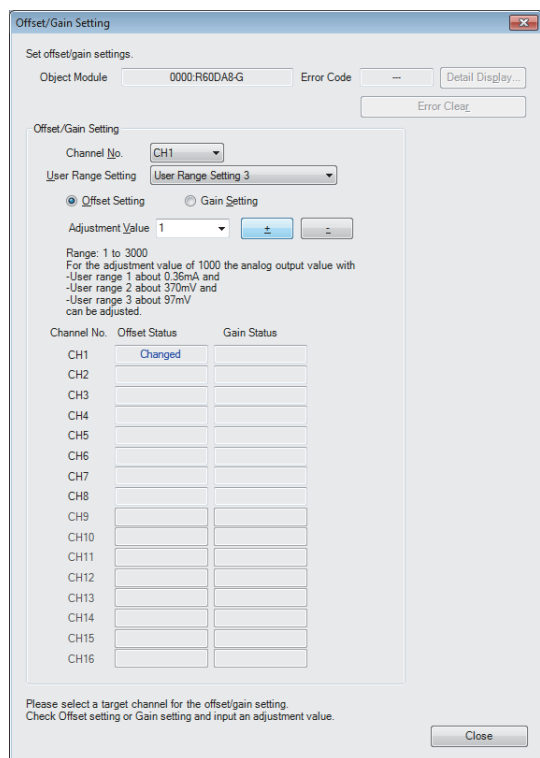 Offset/Gain Setting
Set offset/gain settings.
Object Module 0000:R60DA8-G Error Code --- Detail Display...
Error Clear
Offset/Gain Setting
Channel No. CH1
User Range Setting User Range Setting 3
Offset Setting Gain Setting
Adjustment Value 1 + -
Range: 1 to 3000
For the adjustment value of 1000 the analog output value with
-User range 1 about 0.36mA and
-User range 2 about 370mV and
-User range 3 about 97mV
can be adjusted.
Channel No. Offset Status Gain Status
CH1 Changed
CH2
CH3
CH4
CH5
CH6
CH7
CH8
CH9
CH10
CH11
CH12
CH13
CH14
CH15
CH16
Please select a target channel for the offset/gain setting.
Check Offset setting or Gain setting and input an adjustment value.
Close